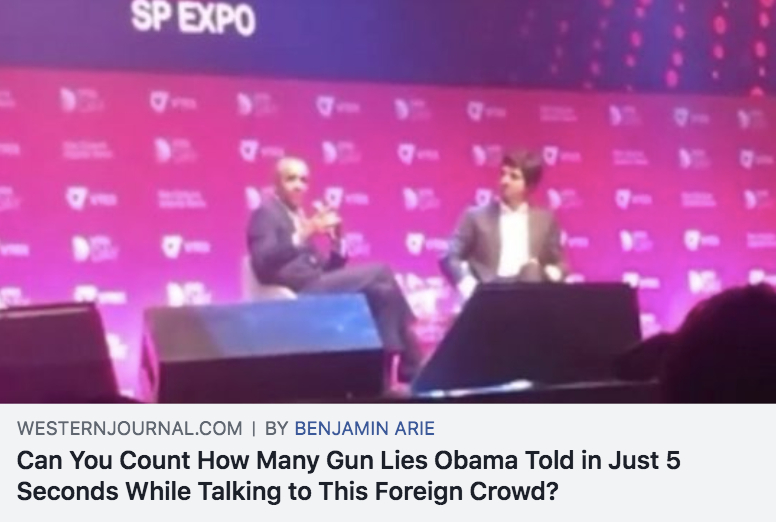 SP EXPO
WESTERNJOURNAL.COM | BY BENJAMIN ARIE
Can You Count How Many Gun Lies Obama Told in Just 5
Seconds While Talking to This Foreign Crowd?